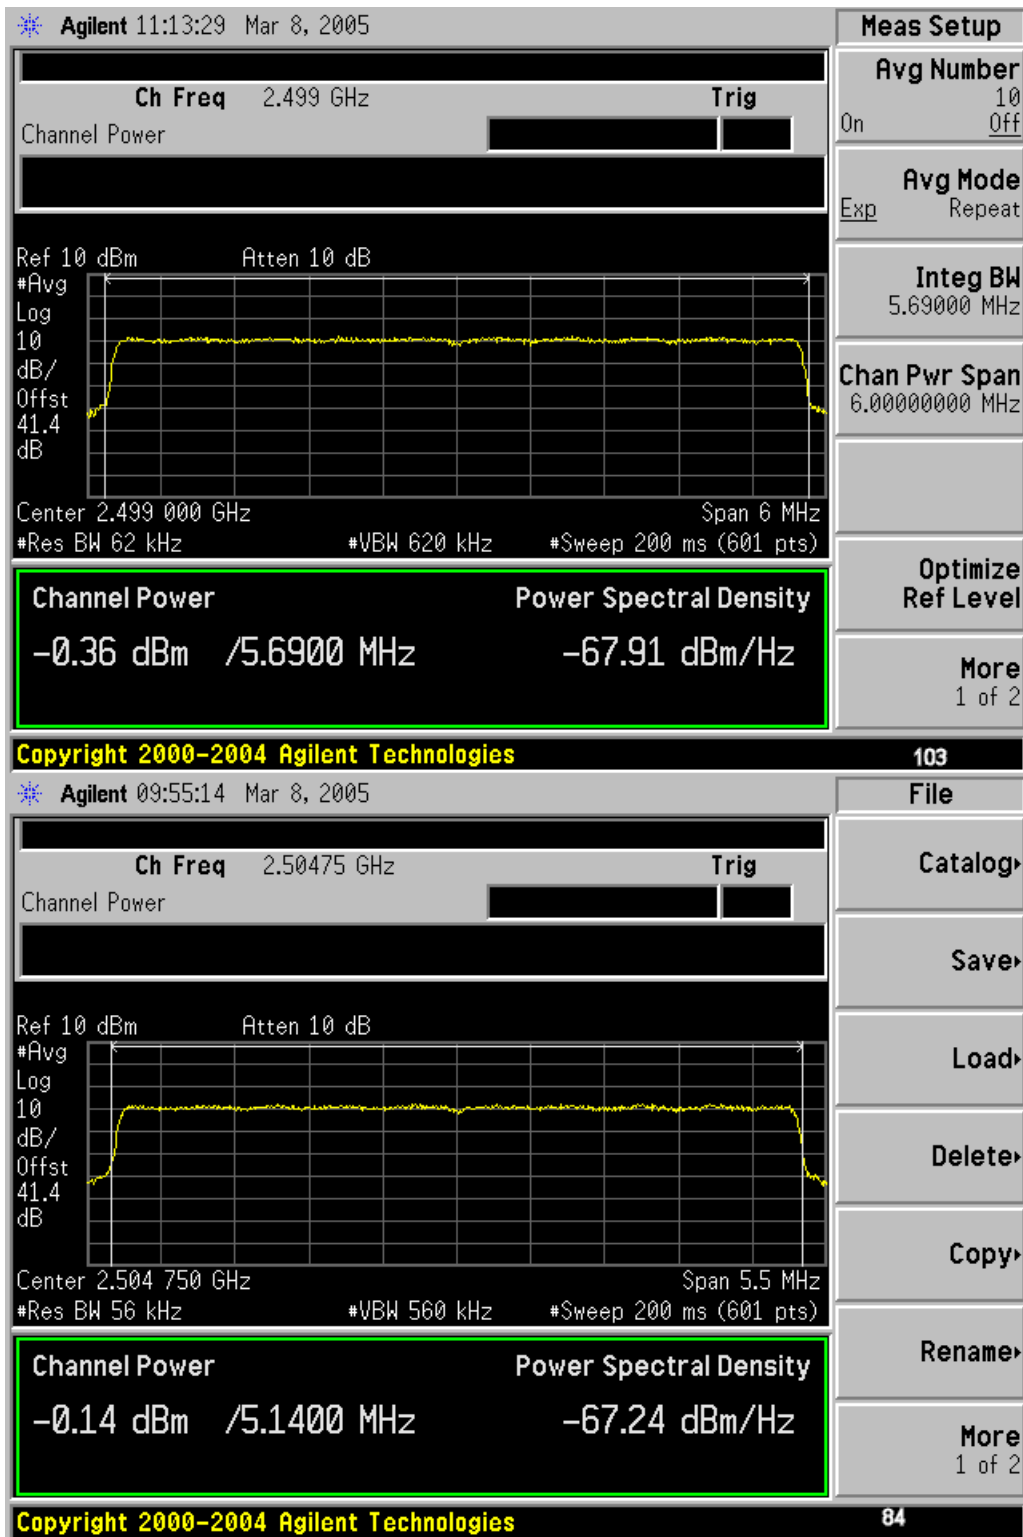 Agilent 11:13:29 Mar 8, 2005
Meas Setup
Ch Freq 2.499 GHz Trig
Channel Power
Avg Number
10
On Off
Avg Mode
Exp Repeat
Integ BW
5.69000 MHz
Chan Pwr Span
6.00000000 MHz
Optimize
Ref Level
More
1 of 2
Ref 10 dBm Atten 10 dB
#Avg
Log
10
dB/
Offst
41.4
dB
Center 2.499 000 GHz Span 6 MHz
#Res BW 62 kHz #VBW 620 kHz #Sweep 200 ms (601 pts)
Channel Power Power Spectral Density
-0.36 dBm /5.6900 MHz -67.91 dBm/Hz
Copyright 2000-2004 Agilent Technologies 103
Agilent 09:55:14 Mar 8, 2005
File
Ch Freq 2.50475 GHz Trig
Channel Power
Catalog
Save
Load
Delete
Copy
Rename
More
1 of 2
Ref 10 dBm Atten 10 dB
#Avg
Log
10
dB/
Offst
41.4
dB
Center 2.504 750 GHz Span 5.5 MHz
#Res BW 56 kHz #VBW 560 kHz #Sweep 200 ms (601 pts)
Channel Power Power Spectral Density
-0.14 dBm /5.1400 MHz -67.24 dBm/Hz
Copyright 2000-2004 Agilent Technologies 84